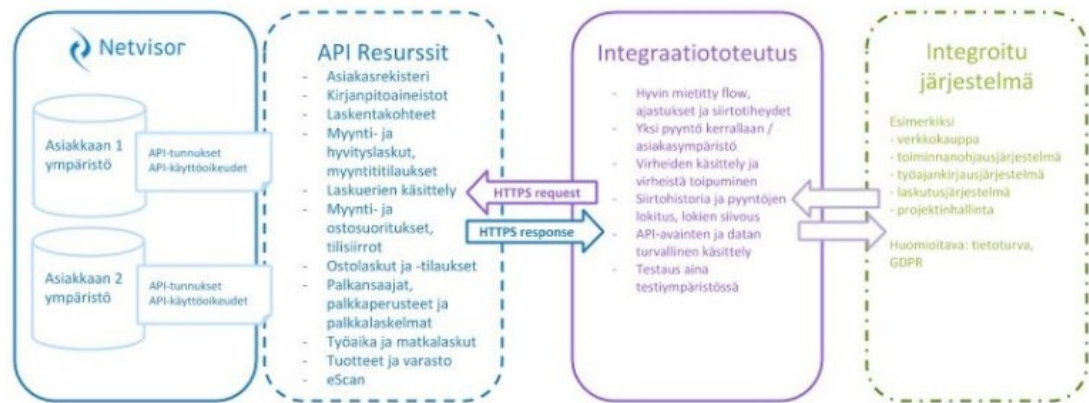 Netvisor
Asiakkaan 1
ympäristö
API-tunnukset
API-käyttöoikeudet
Asiakkaan 2
ympäristö
API-tunnukset
API-käyttöoikeudet
API Resurssit
- Asiakasrekisteri
- Kirjanpitoaineistot
- Laskentakohteet
- Myynti- ja
hyvityslaskut,
myyntititilaukset
- Laskuerien käsittely
- Myynti- ja
ostosuoritukset,
tilisiirrot
- Ostolaskut ja -tilaukset
- Palkansaajat,
palkkaperusteet ja
palkkalaskelmat
- Työaika ja matkalaskut
- Tuotteet ja varasto
- eScan
HTTPS request
HTTPS response
Integraatiototeutus
- Hyvin mietitty flow,
ajastukset ja siirtotiheydet
- Yksi pyyntö kerrallaan /
asiakasympäristö
- Virheiden käsittely ja
virheistä toipuminen
- Siirtohistoria ja pyyntöjen
lokitus, lokien siivous
- API-avainten ja datan
turvallinen käsittely
- Testaus aina
testiympäristössä
Integroitu
järjestelmä
Esimerkiksi
- verkkokauppa
- toiminnanohjausjärjestelmä
- työajankirjausjärjestelmä
- laskutusjärjestelmä
- projektinhallinta
Huomioitava: tietoturva,
GDPR